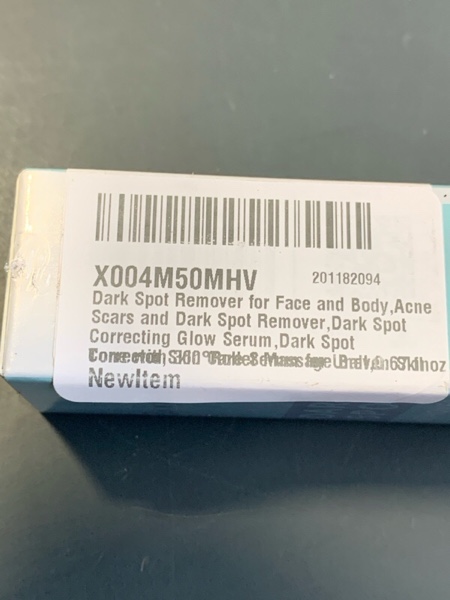 X004M50MHV
201182094
Dark Spot Remover for Face and Body,Acne
Scars and Dark Spot Remover,Dark Spot
Correcting Glow Serum,Dark Spot
NewItem